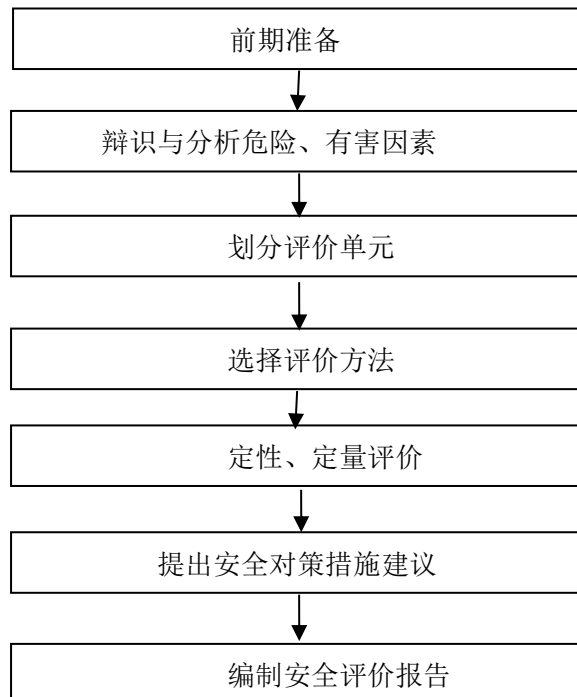 前期准备
辩识与分析危险、有害因素
划分评价单元
选择评价方法
定性、定量评价
提出安全对策措施建议
编制安全评价报告